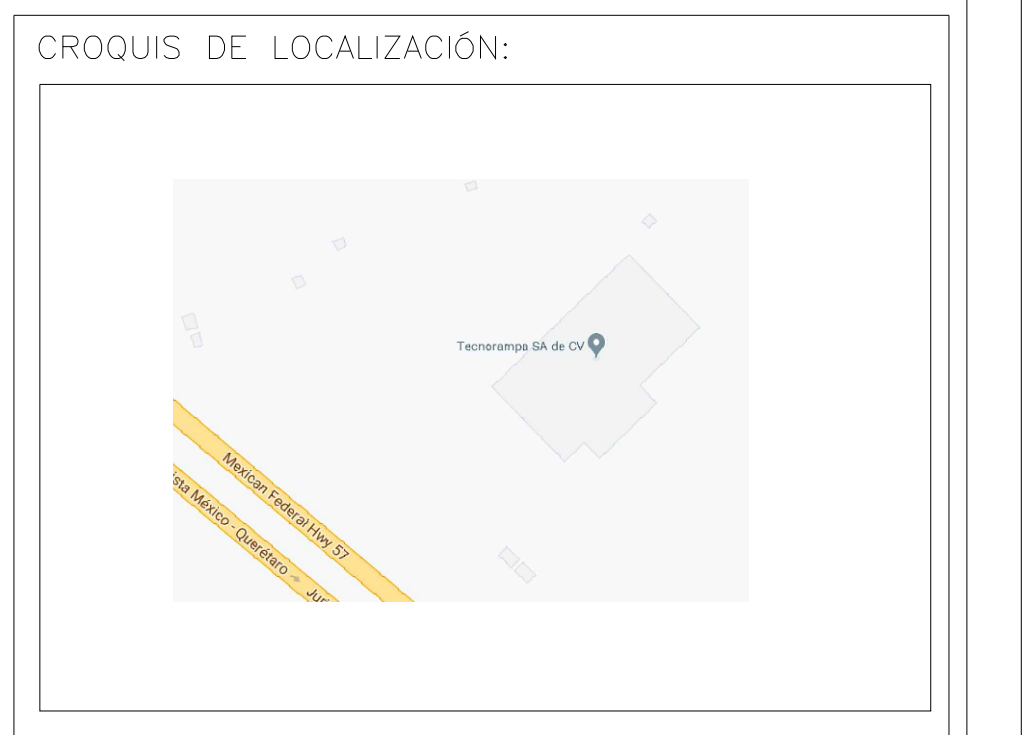 CROQUIS DE LOCALIZACIÓN:
Tecnorampa SA de CV
Mexican Federal Hwy 57
ista México - Querétaro